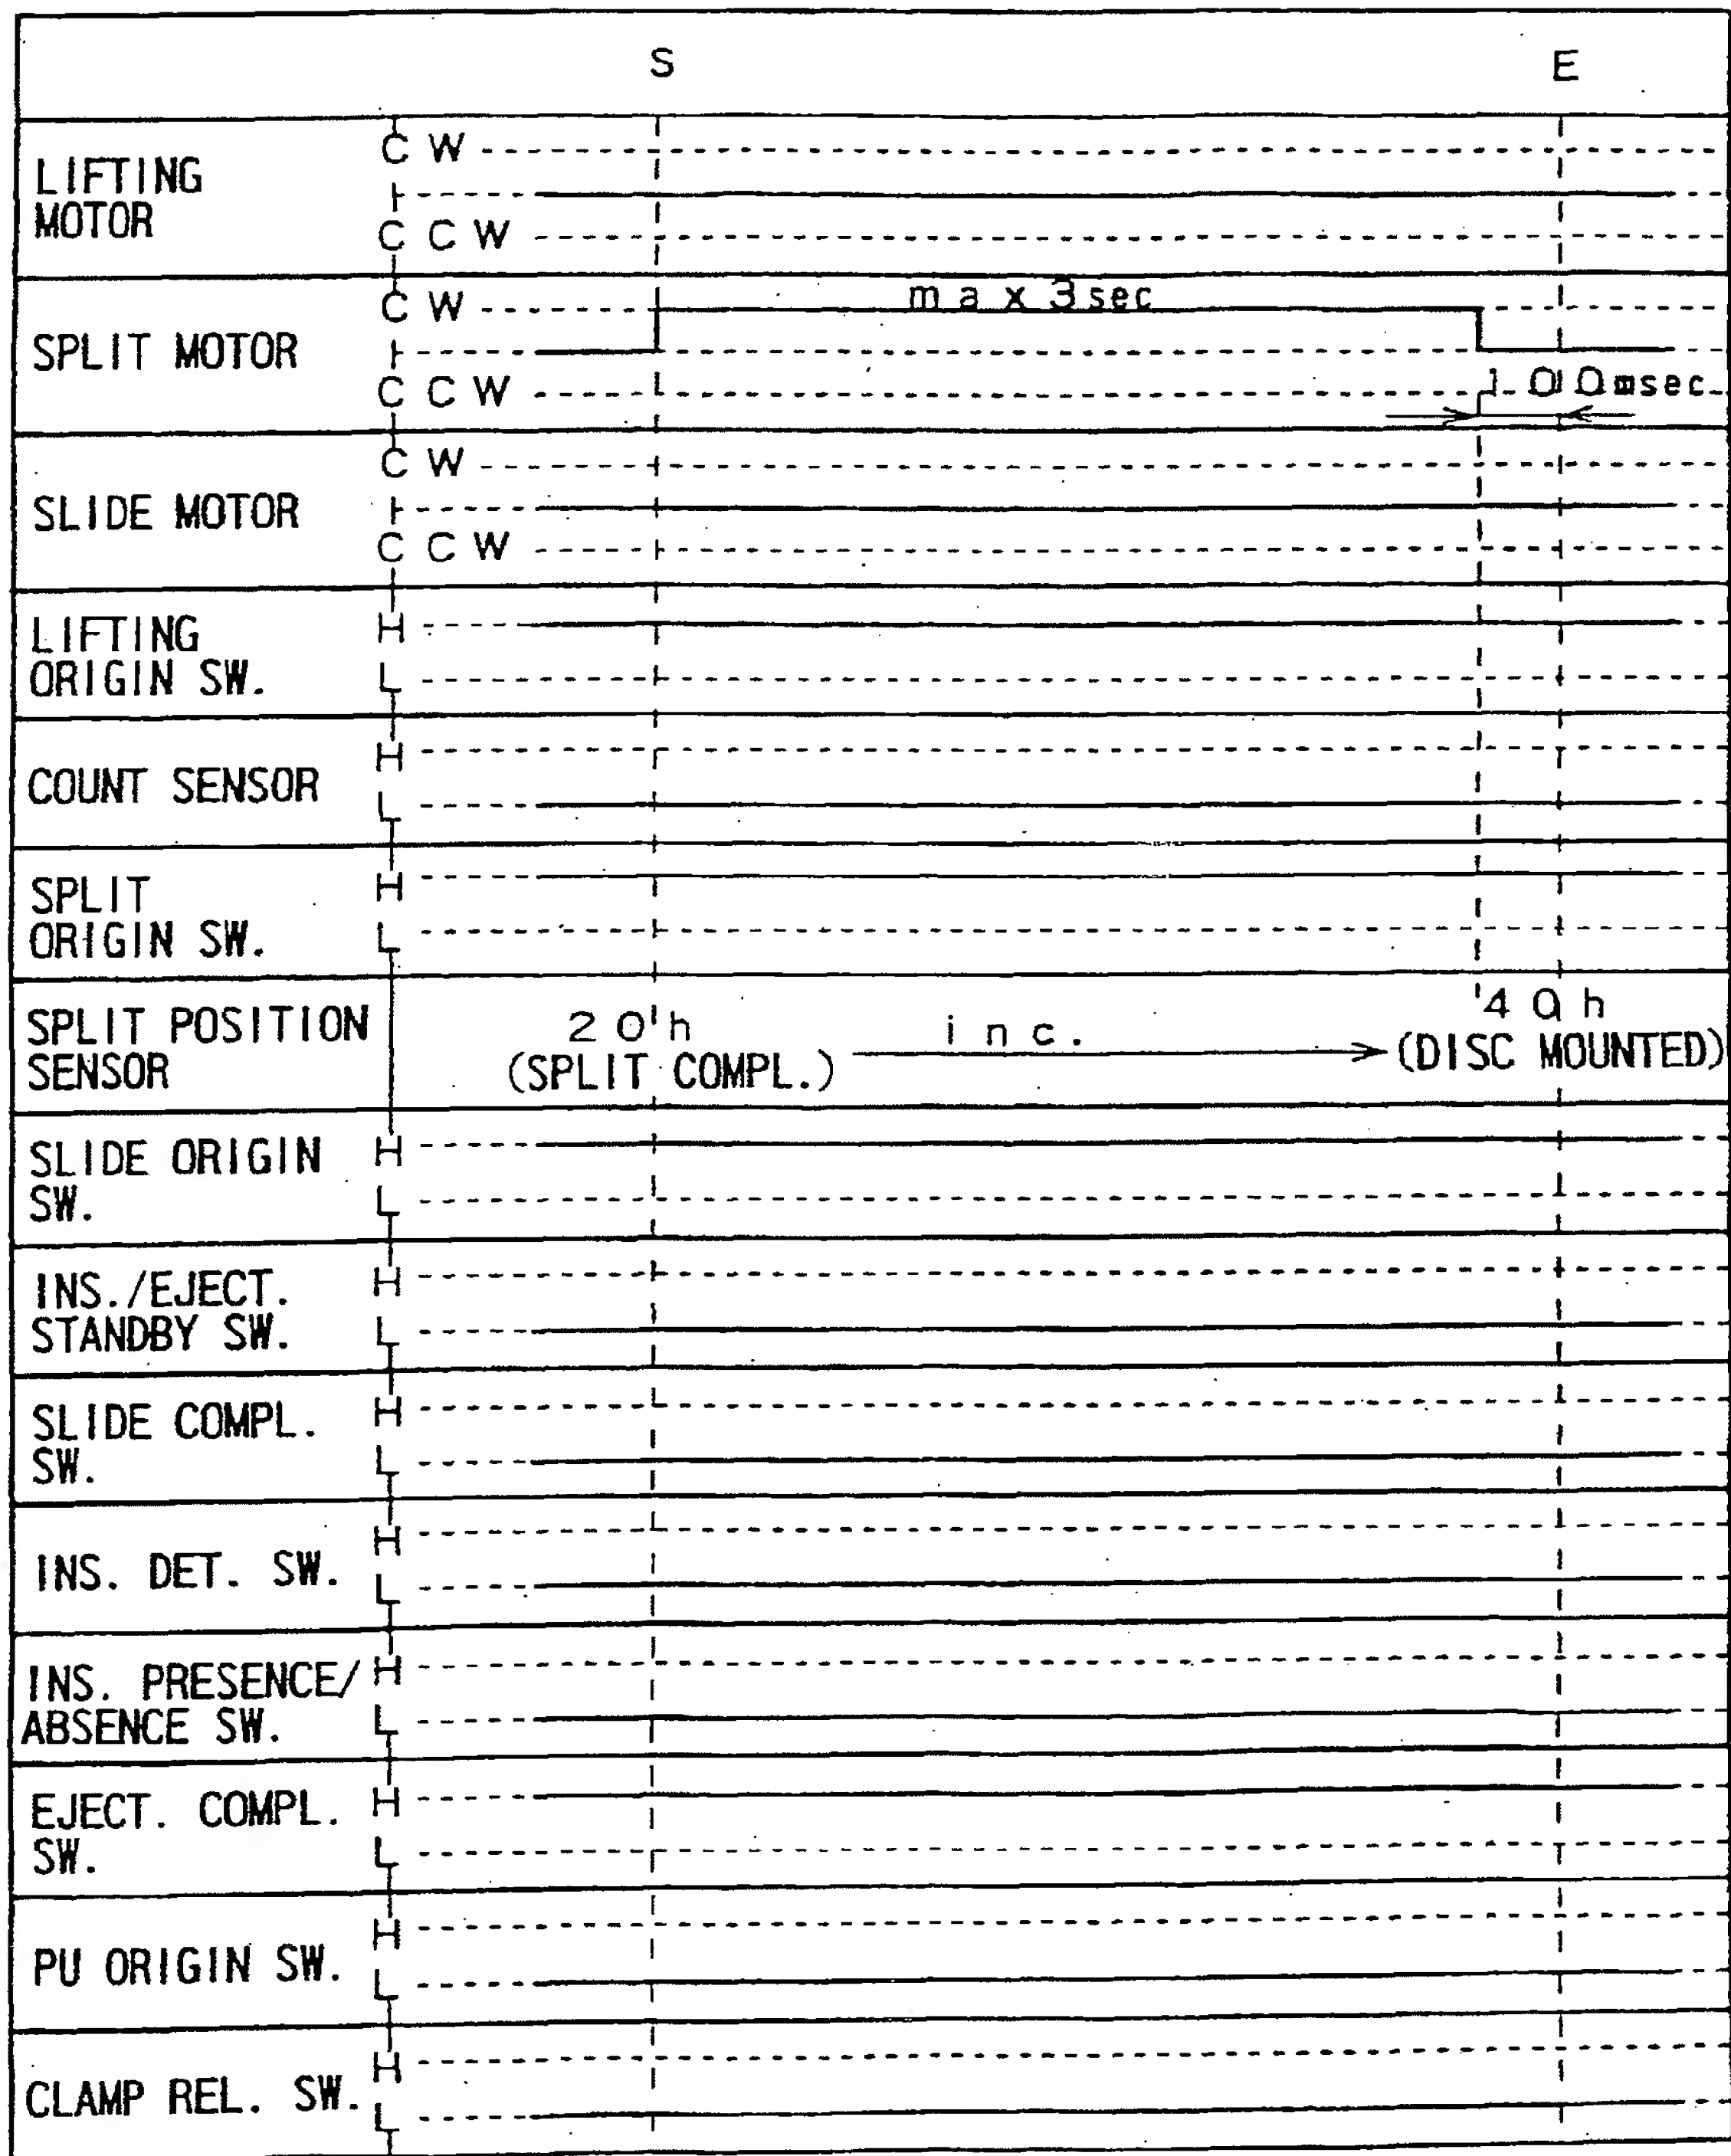 S E
LIFTING
MOTOR
CW
CCW
SPLIT MOTOR
CW
max 3sec
CCW
100msec
SLIDE MOTOR
CW
CCW
LIFTING
ORIGIN SW.
H
L
COUNT SENSOR
H
L
SPLIT
ORIGIN SW.
H
L
SPLIT POSITION
SENSOR
20h
(SPLIT COMPL.)
inc.
40h
(DISC MOUNTED)
SLIDE ORIGIN
SW.
H
L
INS./EJECT.
STANDBY SW.
H
L
SLIDE COMPL.
SW.
H
L
INS. DET. SW.
H
L
INS. PRESENCE/
ABSENCE SW.
H
L
EJECT. COMPL.
SW.
H
L
PU ORIGIN SW.
H
L
CLAMP REL. SW.
H
L